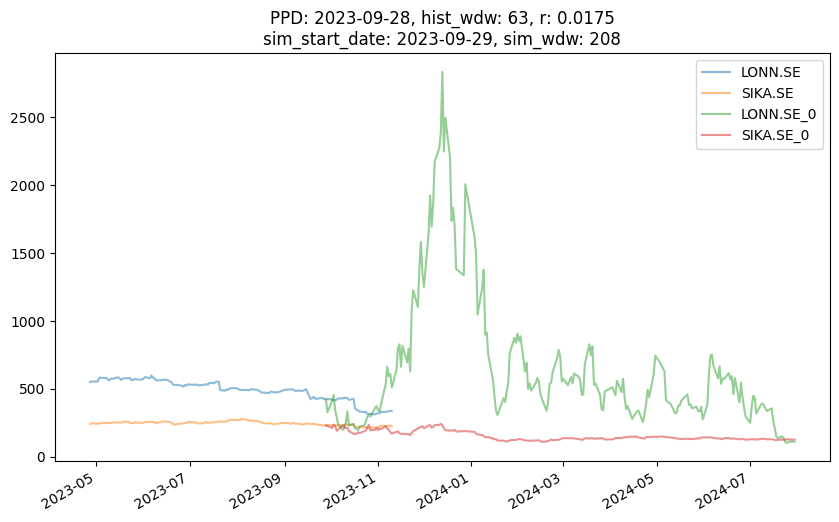 PPD: 2023-09-28, hist_wdw: 63, r: 0.0175
sim_start_date: 2023-09-29, sim_wdw: 208
LONN.SE
SIKA.SE
LONN.SE_0
SIKA.SE_0
2500
2000
1500
1000
500
0
2023-05
2023-07
2023-09
2023-11
2024-01
2024-03
2024-05
2024-07